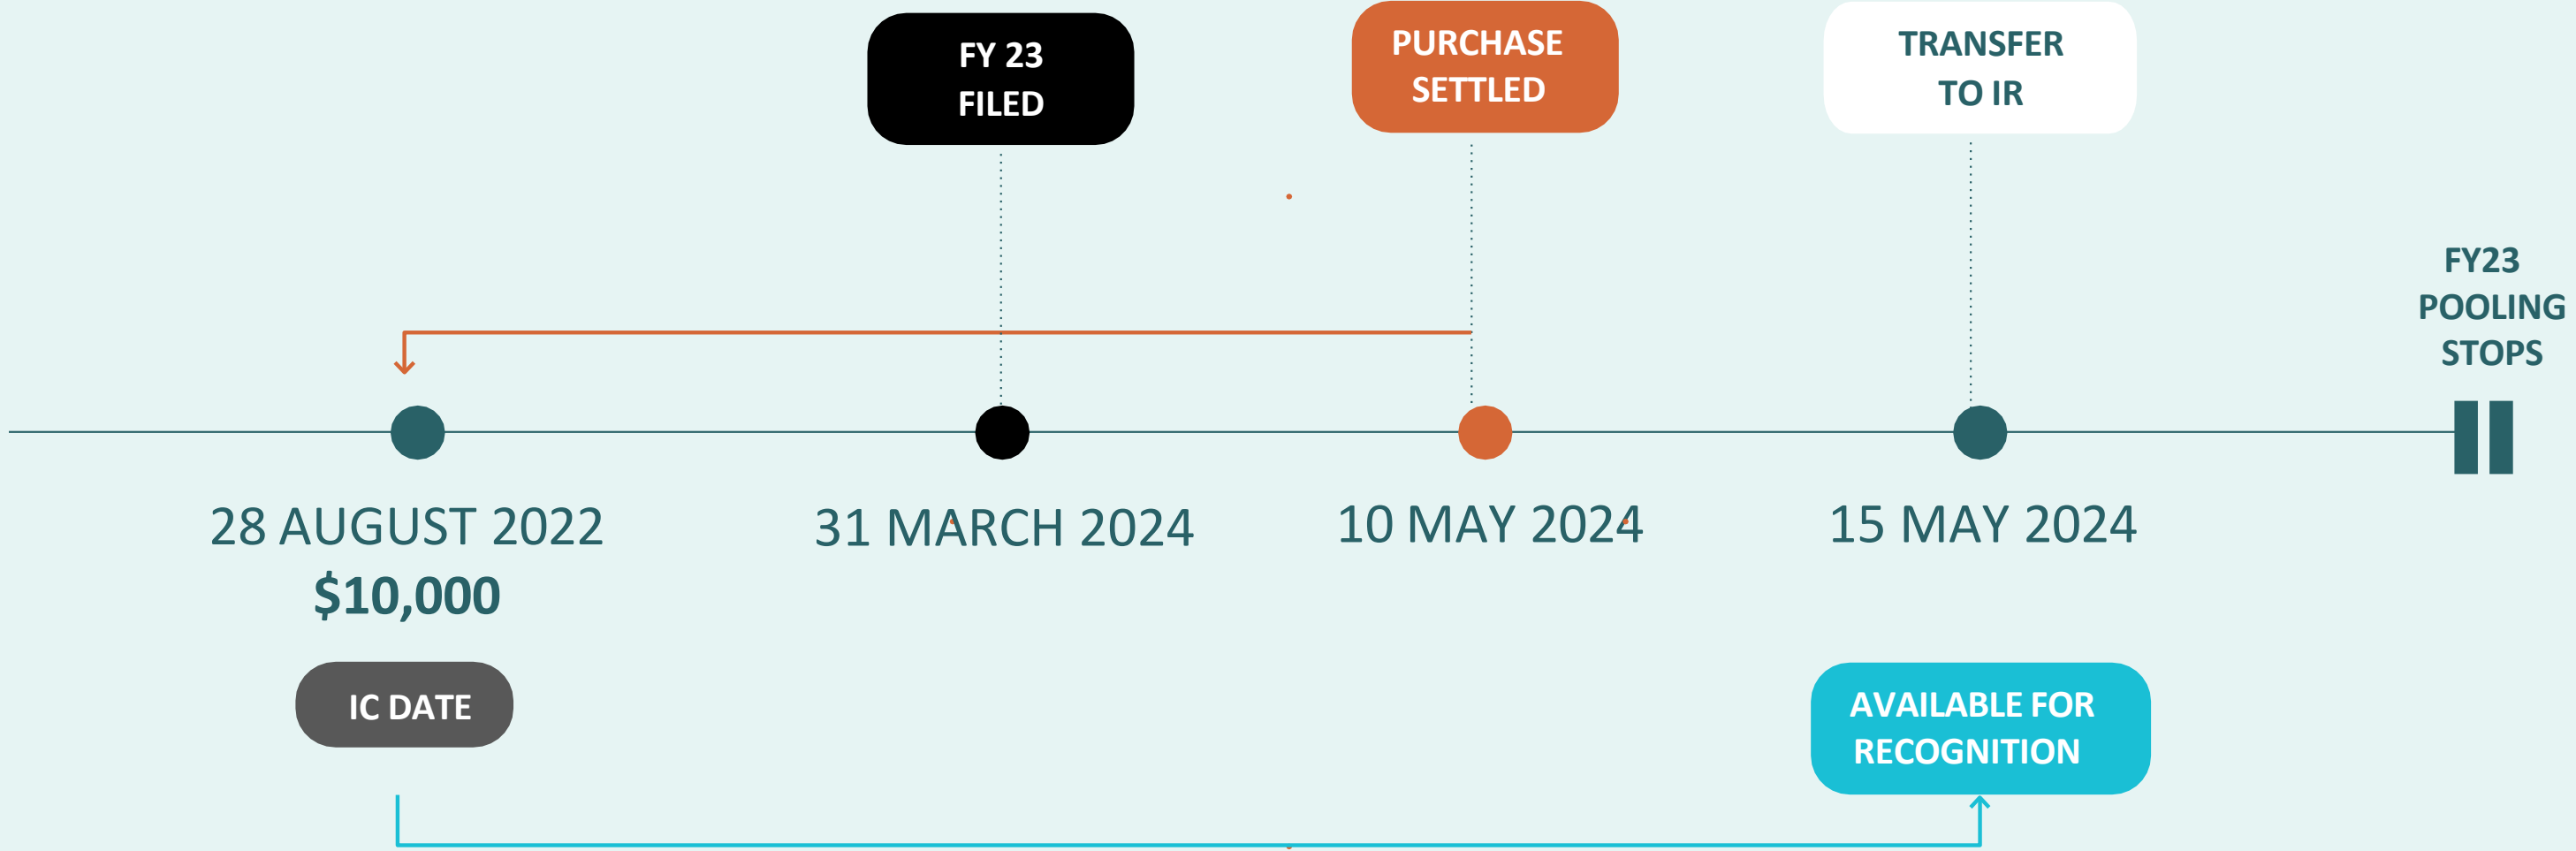 FY 23
FILED
PURCHASE
SETTLED
TRANSFER
TO IR
FY23
POOLING
STOPS
28 AUGUST 2022
$10,000
31 MARCH 2024
10 MAY 2024
15 MAY 2024
IC DATE
AVAILABLE FOR
RECOGNITION